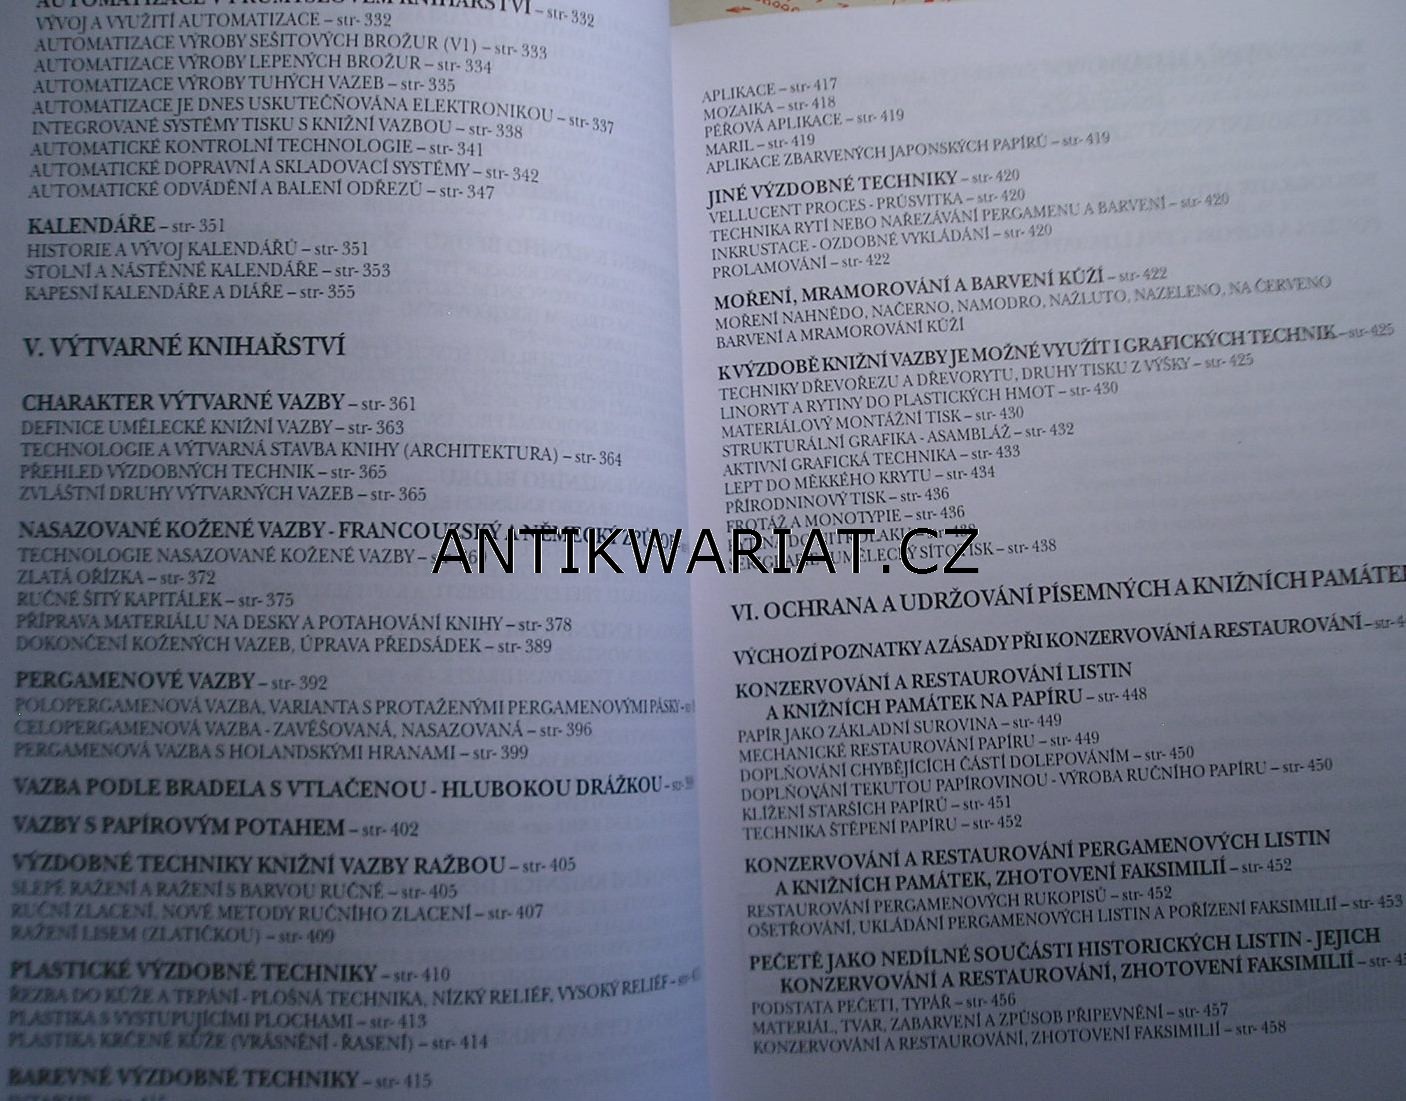 AUTOMATIZACE V PRŮMYSLOVÉM KNIHAŘSTVÍ – str- 332
VÝVOJ A VYUŽITÍ AUTOMATIZACE – str- 332
AUTOMATIZACE VÝROBY SEŠITOVÝCH BROŽUR (V1) – str- 333
AUTOMATIZACE VÝROBY LEPENÝCH BROŽUR – str- 334
AUTOMATIZACE VÝROBY TUHÝCH VAZEB – str- 335
AUTOMATIZACE JE DNES USKUTEČŇOVÁNA ELEKTRONIKOU – str- 337
INTEGROVANÉ SYSTÉMY TISKU S KNIŽNÍ VAZBOU – str- 338
AUTOMATICKÉ KONTROLNÍ TECHNOLOGIE – str- 341
AUTOMATICKÉ DOPRAVNÍ A SKLADOVACÍ SYSTÉMY – str- 342
AUTOMATICKÉ ODVÁDĚNÍ A BALENÍ ODŘEZŮ – str- 347
KALENDÁŘE – str- 351
HISTORIE A VÝVOJ KALENDÁŘŮ – str- 351
STOLNÍ A NÁSTĚNNÉ KALENDÁŘE – str- 353
KAPESNÍ KALENDÁŘE A DIÁŘE – str- 355
V. VÝTVARNÉ KNIHAŘSTVÍ
CHARAKTER VÝTVARNÉ VAZBY – str- 361
DEFINICE UMĚLECKÉ KNIŽNÍ VAZBY – str- 363
TECHNOLOGIE A VÝTVARNÁ STAVBA KNIHY (ARCHITEKTURA) – str- 364
PŘEHLED VÝZDOBNÝCH TECHNIK – str- 365
ZVLÁŠTNÍ DRUHY VÝTVARNÝCH VAZEB – str- 365
NASAZOVANÉ KOŽENÉ VAZBY - FRANCOUZSKÝ A NĚMECKÝ
TECHNOLOGIE NASAZOVANÉ KOŽENÉ VAZBY –
ZLATÁ OŘÍZKA – str- 372
RUČNĚ ŠITÝ KAPITÁLEK – str- 375
PŘÍPRAVA MATERIÁLU NA DESKY A POTAHOVÁNÍ KNIHY – str- 378
DOKONČENÍ KOŽENÝCH VAZEB, ÚPRAVA PŘEDSÁDEK – str- 389
PERGAMENOVÉ VAZBY – str- 392
POLOPERGAMENOVÁ VAZBA, VARIANTA S PROTAŽENÝMI PERGAMENOVÝMI PÁSKY -
CELOPERGAMENOVÁ VAZBA - ZAVĚŠOVANÁ, NASAZOVANÁ – str- 396
PERGAMENOVÁ VAZBA S HOLANDSKÝMI HRANAMI – str- 399
VAZBA PODLE BRADELA S VTLAČENOU - HLUBOKOU DRÁŽKOU -
VAZBY S PAPÍROVÝM POTAHEM – str- 402
VÝZDOBNÉ TECHNIKY KNIŽNÍ VAZBY RAŽBOU – str- 405
SLEPÉ RAŽENÍ A RAŽENÍ S BARVOU RUČNĚ – str- 405
RUČNÍ ZLACENÍ, NOVÉ METODY RUČNÍHO ZLACENÍ – str- 407
RAŽENÍ LISEM (ZLATIČKOU) – str- 409
PLASTICKÉ VÝZDOBNÉ TECHNIKY – str- 410
ŘEZBA DO KŮŽE A TEPÁNÍ - PLOŠNÁ TECHNIKA, NÍZKÝ RELIÉF, VYSOKÝ RELIÉF –
PLASTIKA S VYSTUPUJÍCÍMI PLOCHAMI – str- 413
PLASTIKA KRČENÉ KŮŽE (VRÁSNĚNÍ - ŘASENÍ) – str- 414
BAREVNÉ VÝZDOBNÉ TECHNIKY – str- 415
APLIKACE – str- 417
MOZAIKA – str- 418
PÉŘOVÁ APLIKACE – str- 419
MARIL – str- 419
APLIKACE ZBARVENÝCH JAPONSKÝCH PAPÍRŮ – str- 419
JINÉ VÝZDOBNÉ TECHNIKY – str- 420
VELLUCENT PROCES - PRŮSVITKA – str- 420
TECHNIKA RYTÍ NEBO NAŘEZÁVÁNÍ PERGAMENU A BARVENÍ – str- 420
INKRUSTACE - OZDOBNÉ VYKLÁDÁNÍ – str- 420
PROLAMOVÁNÍ – str- 422
MOŘENÍ, MRAMOROVÁNÍ A BARVENÍ KŮŽÍ – str- 422
MOŘENÍ NAHNĚDO, NAČERNO, NAMODRO, NAŽLUTO, NAZELENO, NA ČERVENO
BARVENÍ A MRAMOROVÁNÍ KŮŽÍ
K VÝZDOBĚ KNIŽNÍ VAZBY JE MOŽNÉ VYUŽÍT I GRAFICKÝCH TECHNIK – str- 425
TECHNIKY DŘEVOŘEZU A DŘEVORYTU, DRUHY TISKU Z VÝŠKY – str- 425
LINORYT A RYTINY DO PLASTICKÝCH HMOT – str- 430
MATERIÁLOVÝ MONTÁŽNÍ TISK – str- 430
STRUKTURÁLNÍ GRAFIKA - ASAMBLÁŽ – str- 432
AKTIVNÍ GRAFICKÁ TECHNIKA – str- 433
LEPT DO MĚKKÉHO KRYTU – str- 434
PŘÍRODNINOVÝ TISK – str- 436
FROTÁŽ A MONOTYPIE – str- 436
str- 438
UMĚLECKÝ SÍTOTISK – str- 438
ANTIKWARIAT.CZ
VI. OCHRANA A UDRŽOVÁNÍ PÍSEMNÝCH A KNIŽNÍCH PAMÁTEK
VÝCHOZÍ POZNATKY A ZÁSADY PŘI KONZERVOVÁNÍ A RESTAUROVÁNÍ –
KONZERVOVÁNÍ A RESTAUROVÁNÍ LISTIN
A KNIŽNÍCH PAMÁTEK NA PAPÍRU – str- 448
PAPÍR JAKO ZÁKLADNÍ SUROVINA – str- 449
MECHANICKÉ RESTAUROVÁNÍ PAPÍRU – str- 449
DOPLŇOVÁNÍ CHYBĚJÍCÍCH ČÁSTÍ DOLEPOVÁNÍM – str- 450
DOPLŇOVÁNÍ TEKUTOU PAPÍROVINOU - VÝROBA RUČNÍHO PAPÍRU – str- 450
KLÍŽENÍ STARŠÍCH PAPÍRŮ – str- 451
TECHNIKA ŠTĚPENÍ PAPÍRU – str- 452
KONZERVOVÁNÍ A RESTAUROVÁNÍ PERGAMENOVÝCH LISTIN
A KNIŽNÍCH PAMÁTEK, ZHOTOVENÍ FAKSIMILIÍ – str- 452
RESTAUROVÁNÍ PERGAMENOVÝCH RUKOPISŮ – str- 452
OŠETŘOVÁNÍ, UKLÁDÁNÍ PERGAMENOVÝCH LISTIN A POŘÍZENÍ FAKSIMILIÍ – str- 453
PEČETĚ JAKO NEDÍLNÉ SOUČÁSTI HISTORICKÝCH LISTIN - JEJICH
KONZERVOVÁNÍ A RESTAUROVÁNÍ, ZHOTOVENÍ FAKSIMILIÍ –
PODSTATA PEČETI, TYPÁŘ – str- 456
MATERIÁL, TVAR, ZABARVENÍ A ZPŮSOB PŘIPEVNĚNÍ – str- 457
KONZERVOVÁNÍ A RESTAUROVÁNÍ, ZHOTOVENÍ FAKSIMILIÍ – str- 458